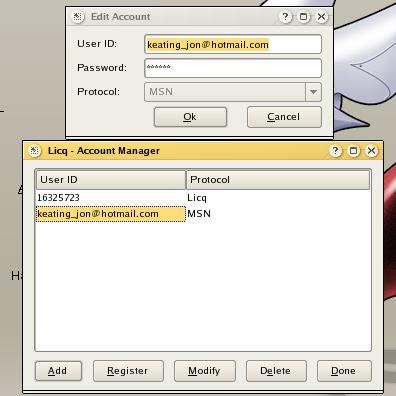 Edit Account
User ID: keating_jon@hotmail.com
Password: ******
Protocol: MSN
Ok Cancel
Licq - Account Manager
User ID Protocol
16325723 Licq
keating_jon@hotmail.com MSN
Add Register Modify Delete Done